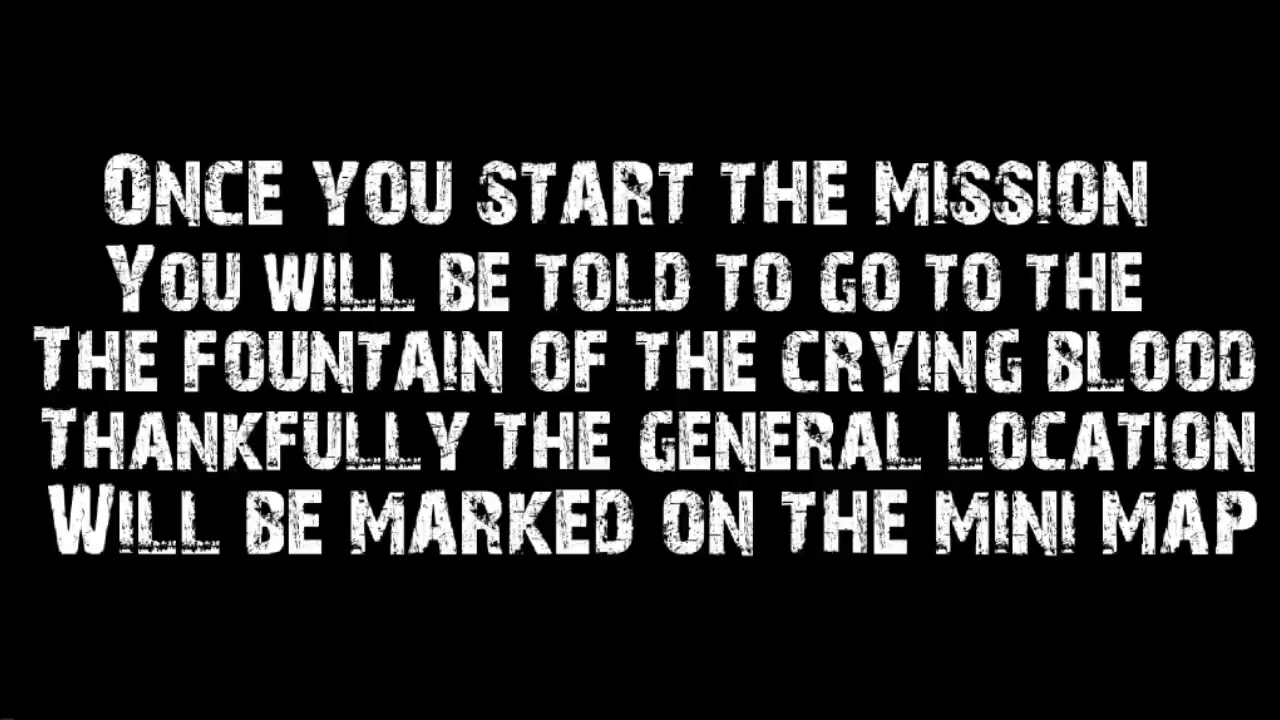 Once you start the mission
You will be told to go to the
The fountain of the crying blood
Thankfully the general location
Will be marked on the mini map